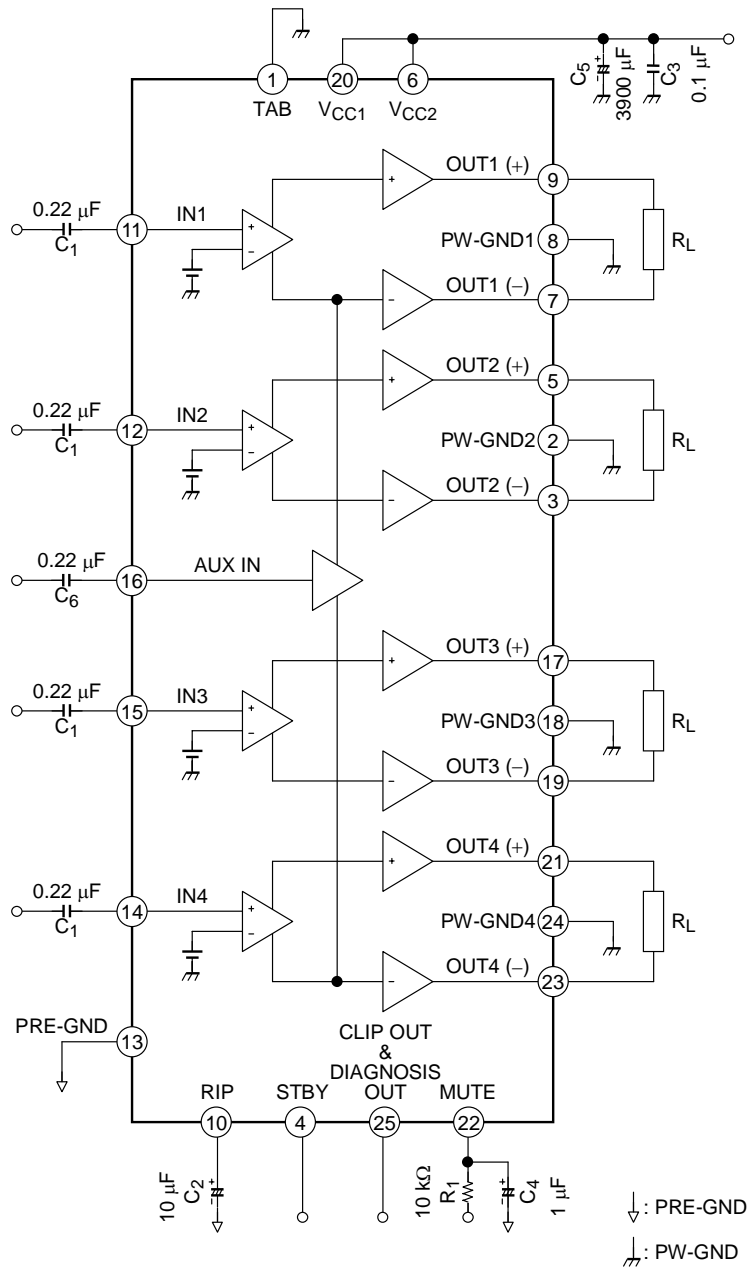 1
20
6
TAB
VCC1
VCC2
C5
3900 μF
C3
0.1 μF
0.22 μF
C1
11
IN1
+
−
+
−
OUT1 (+)
9
PW-GND1
8
OUT1 (−)
7
RL
0.22 μF
C1
12
IN2
+
−
+
−
OUT2 (+)
5
PW-GND2
2
OUT2 (−)
3
RL
0.22 μF
C6
16
AUX IN
0.22 μF
C1
15
IN3
+
−
+
−
OUT3 (+)
17
PW-GND3
18
OUT3 (−)
19
RL
0.22 μF
C1
14
IN4
+
−
+
−
OUT4 (+)
21
PW-GND4
24
OUT4 (−)
23
RL
PRE-GND
13
CLIP OUT
&
DIAGNOSIS
RIP
STBY
OUT
MUTE
10
4
25
22
10 μF
C2
10 kΩ
R1
C4
1 μF
: PRE-GND
: PW-GND